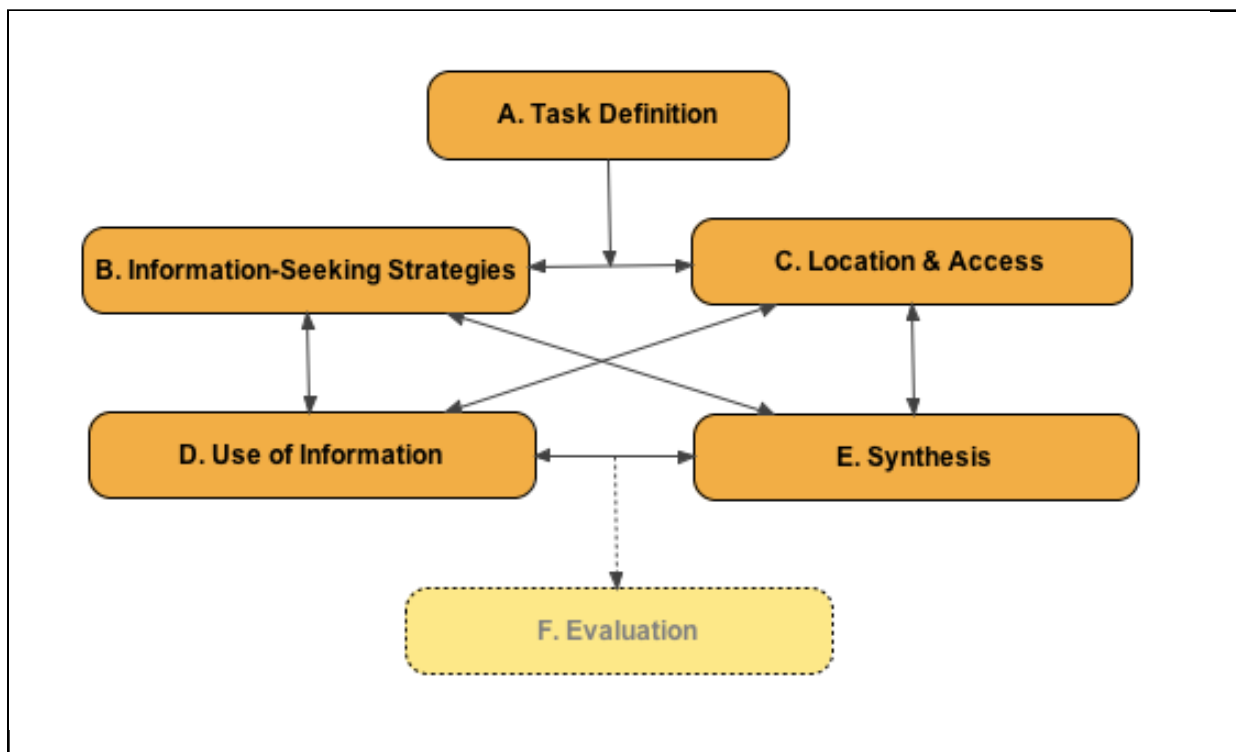 A. Task Definition
B. Information-Seeking Strategies
C. Location & Access
D. Use of Information
E. Synthesis
F. Evaluation